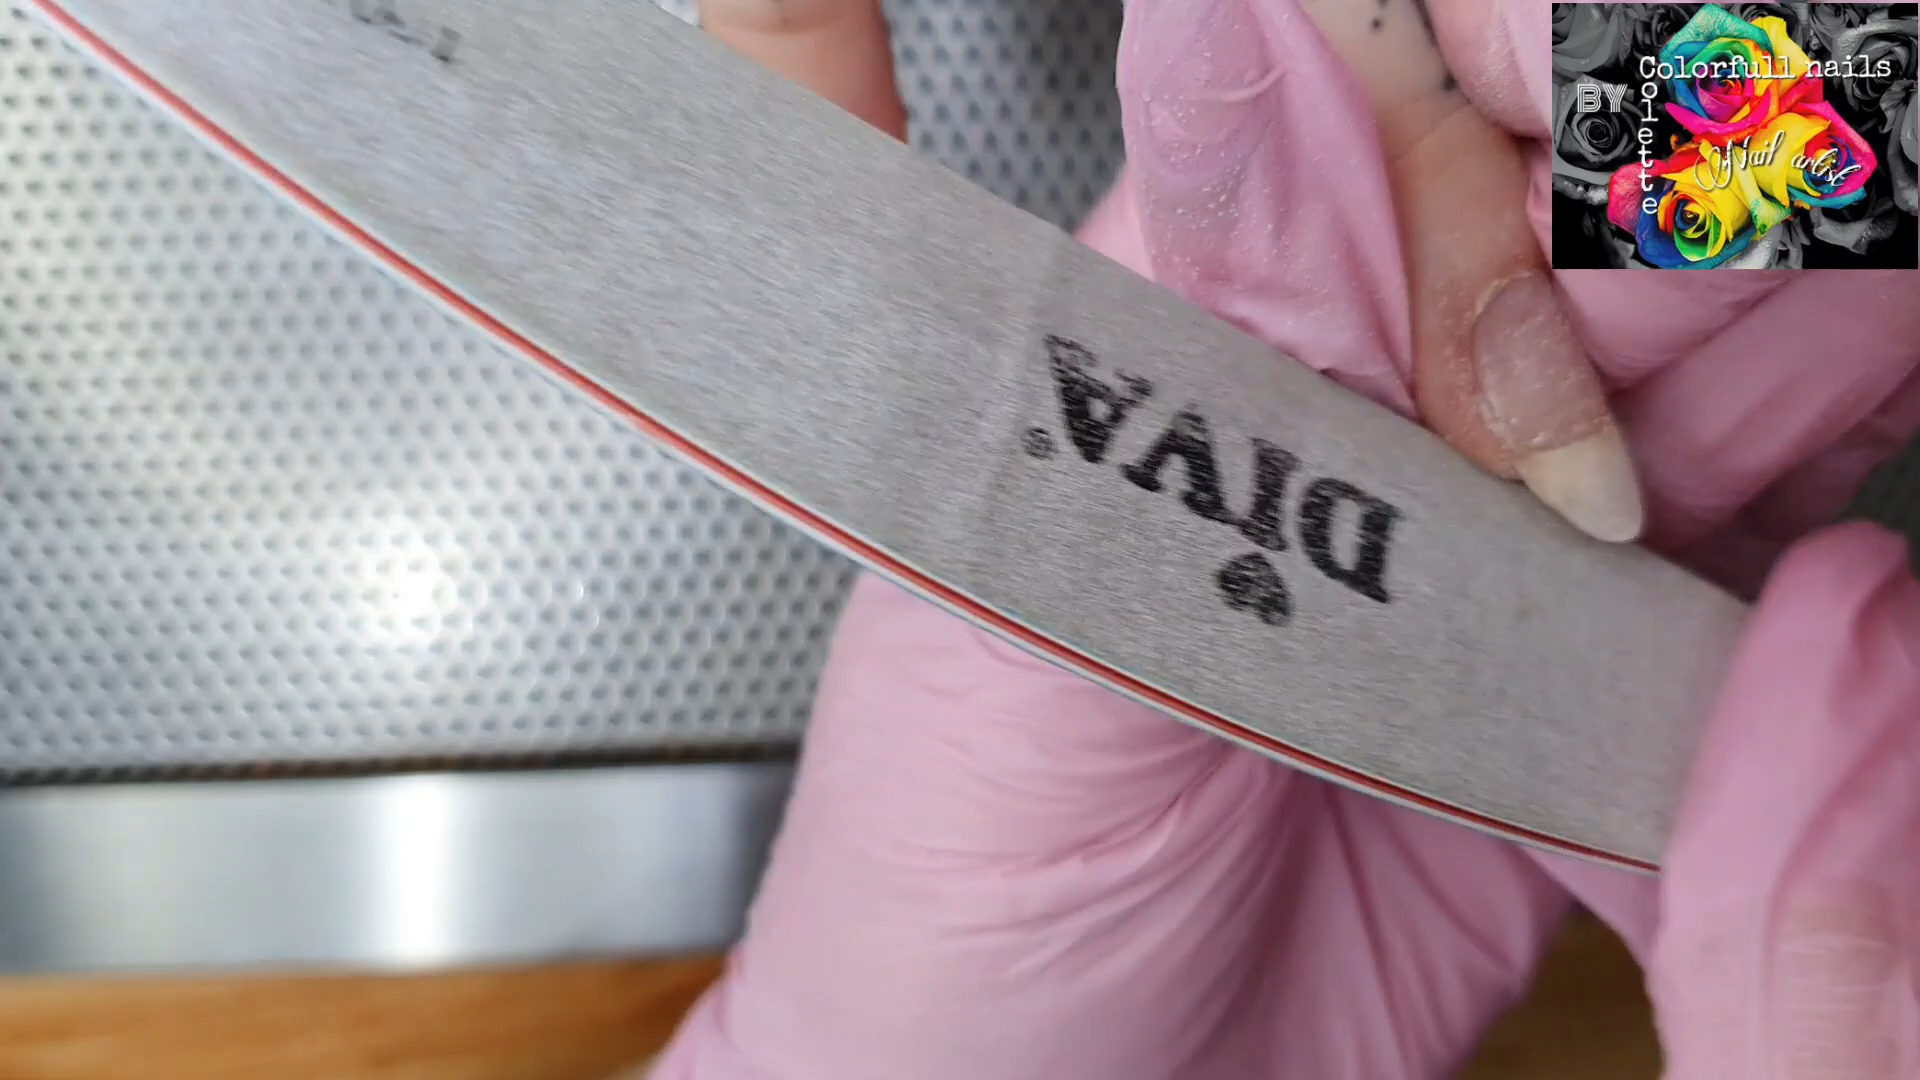 Colorfull nails
BY
Colette
Nail artist
DIVA®